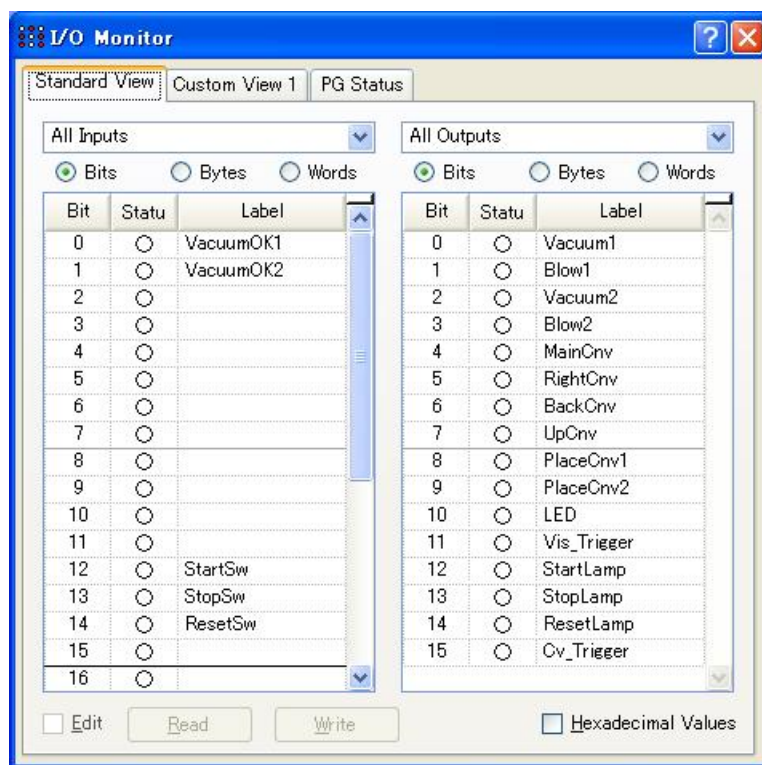 I/O Monitor
Standard View Custom View 1 PG Status
All Inputs All Outputs
Bits Bytes Words Bits Bytes Words
Bit Statu Label Bit Statu Label
0 VacuumOK1 0 Vacuum1
1 VacuumOK2 1 Blow1
2 2 Vacuum2
3 3 Blow2
4 4 MainCnv
5 5 RightCnv
6 6 BackCnv
7 7 UpCnv
8 8 PlaceCnv1
9 9 PlaceCnv2
10 10 LED
11 11 Vis_Trigger
12 StartSw 12 StartLamp
13 StopSw 13 StopLamp
14 ResetSw 14 ResetLamp
15 15 Cv_Trigger
16
Edit Read Write Hexadecimal Values